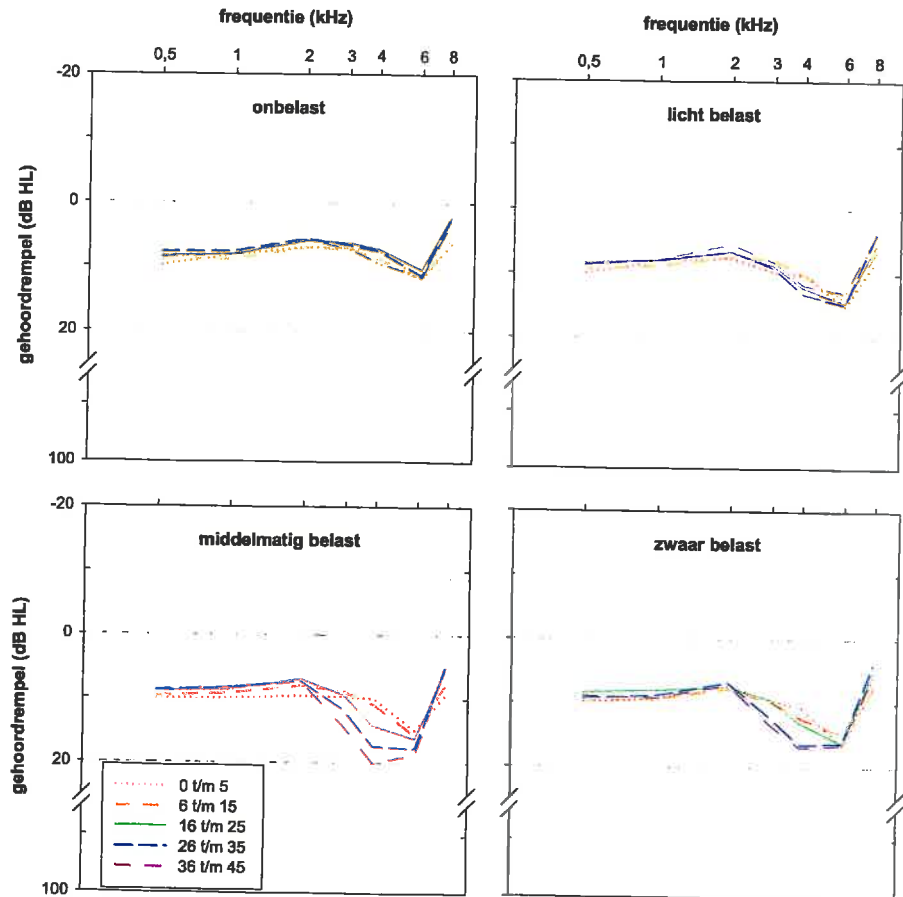 frequentie (kHz)
0,5 1 2 3 4 6 8
-20
onbelast
0
20
100
gehoordrempel (dB HL)
frequentie (kHz)
0,5 1 2 3 4 6 8
licht belast
-20
middelmatig belast
0
20
100
gehoordrempel (dB HL)
0 t/m 5
6 t/m 15
16 t/m 25
26 t/m 35
36 t/m 45
zwaar belast